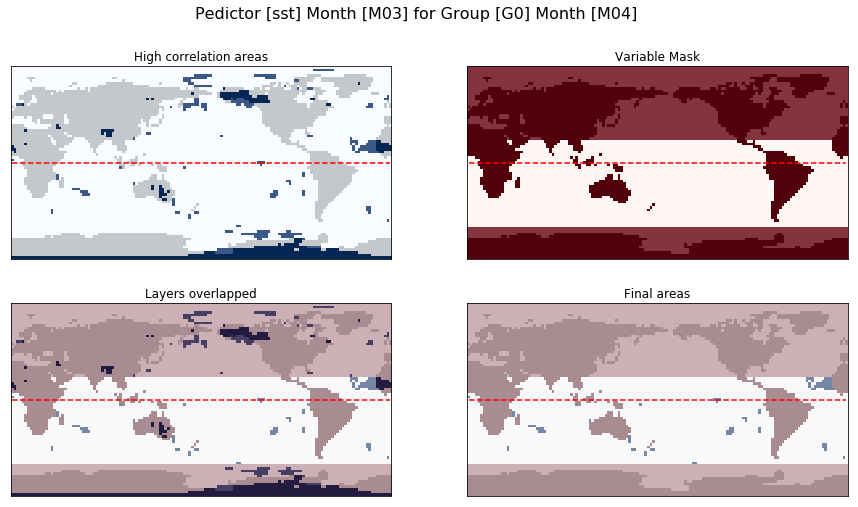 Pedictor [sst] Month [M03] for Group [G0] Month [M04]
High correlation areas
Variable Mask
Layers overlapped
Final areas